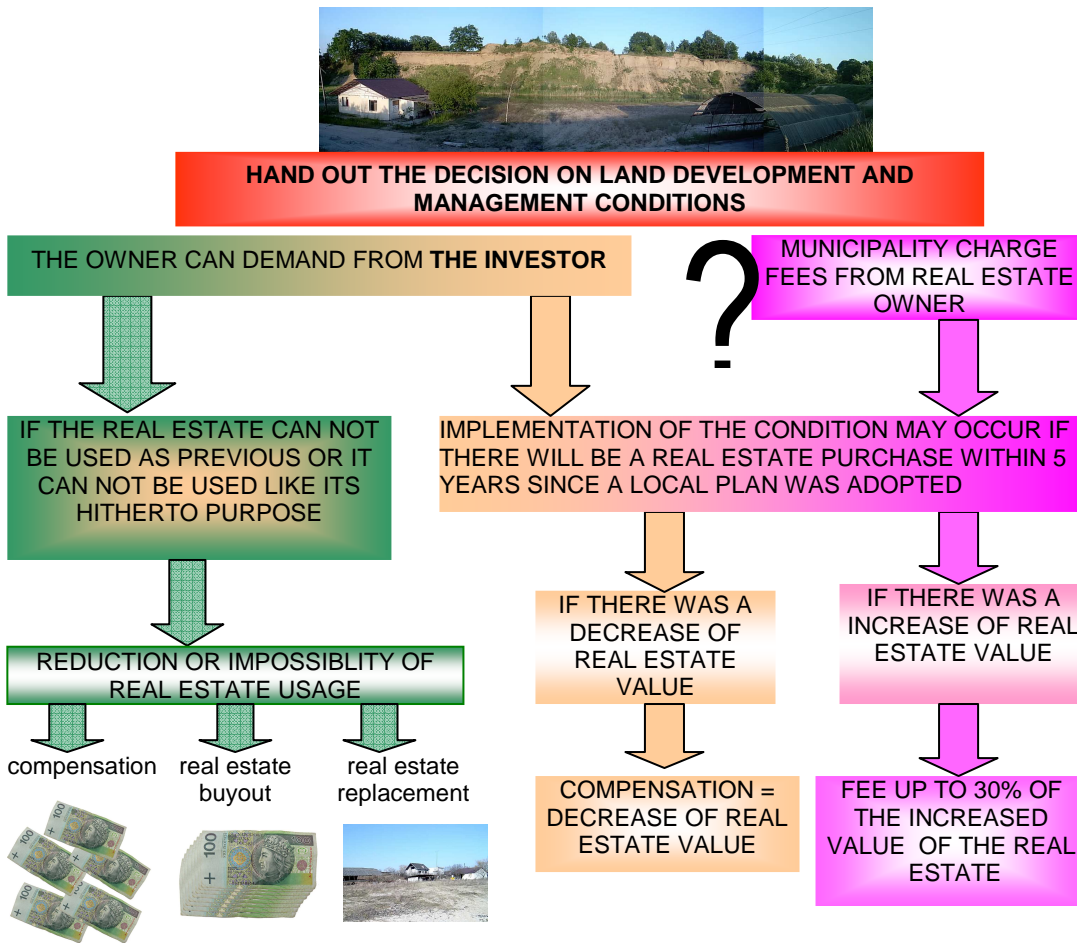 HAND OUT THE DECISION ON LAND DEVELOPMENT AND
MANAGEMENT CONDITIONS
THE OWNER CAN DEMAND FROM THE INVESTOR
?
MUNICIPALITY CHARGE
FEES FROM REAL ESTATE
OWNER
IF THE REAL ESTATE CAN NOT
BE USED AS PREVIOUS OR IT
CAN NOT BE USED LIKE ITS
HITHERTO PURPOSE
IMPLEMENTATION OF THE CONDITION MAY OCCUR IF
THERE WILL BE A REAL ESTATE PURCHASE WITHIN 5
YEARS SINCE A LOCAL PLAN WAS ADOPTED
IF THERE WAS A
DECREASE OF
REAL ESTATE
VALUE
IF THERE WAS A
INCREASE OF REAL
ESTATE VALUE
REDUCTION OR IMPOSSIBLITY OF
REAL ESTATE USAGE
compensation
real estate
buyout
real estate
replacement
COMPENSATION =
DECREASE OF REAL
ESTATE VALUE
FEE UP TO 30% OF
THE INCREASED
VALUE OF THE REAL
ESTATE
100
100
100
100
100